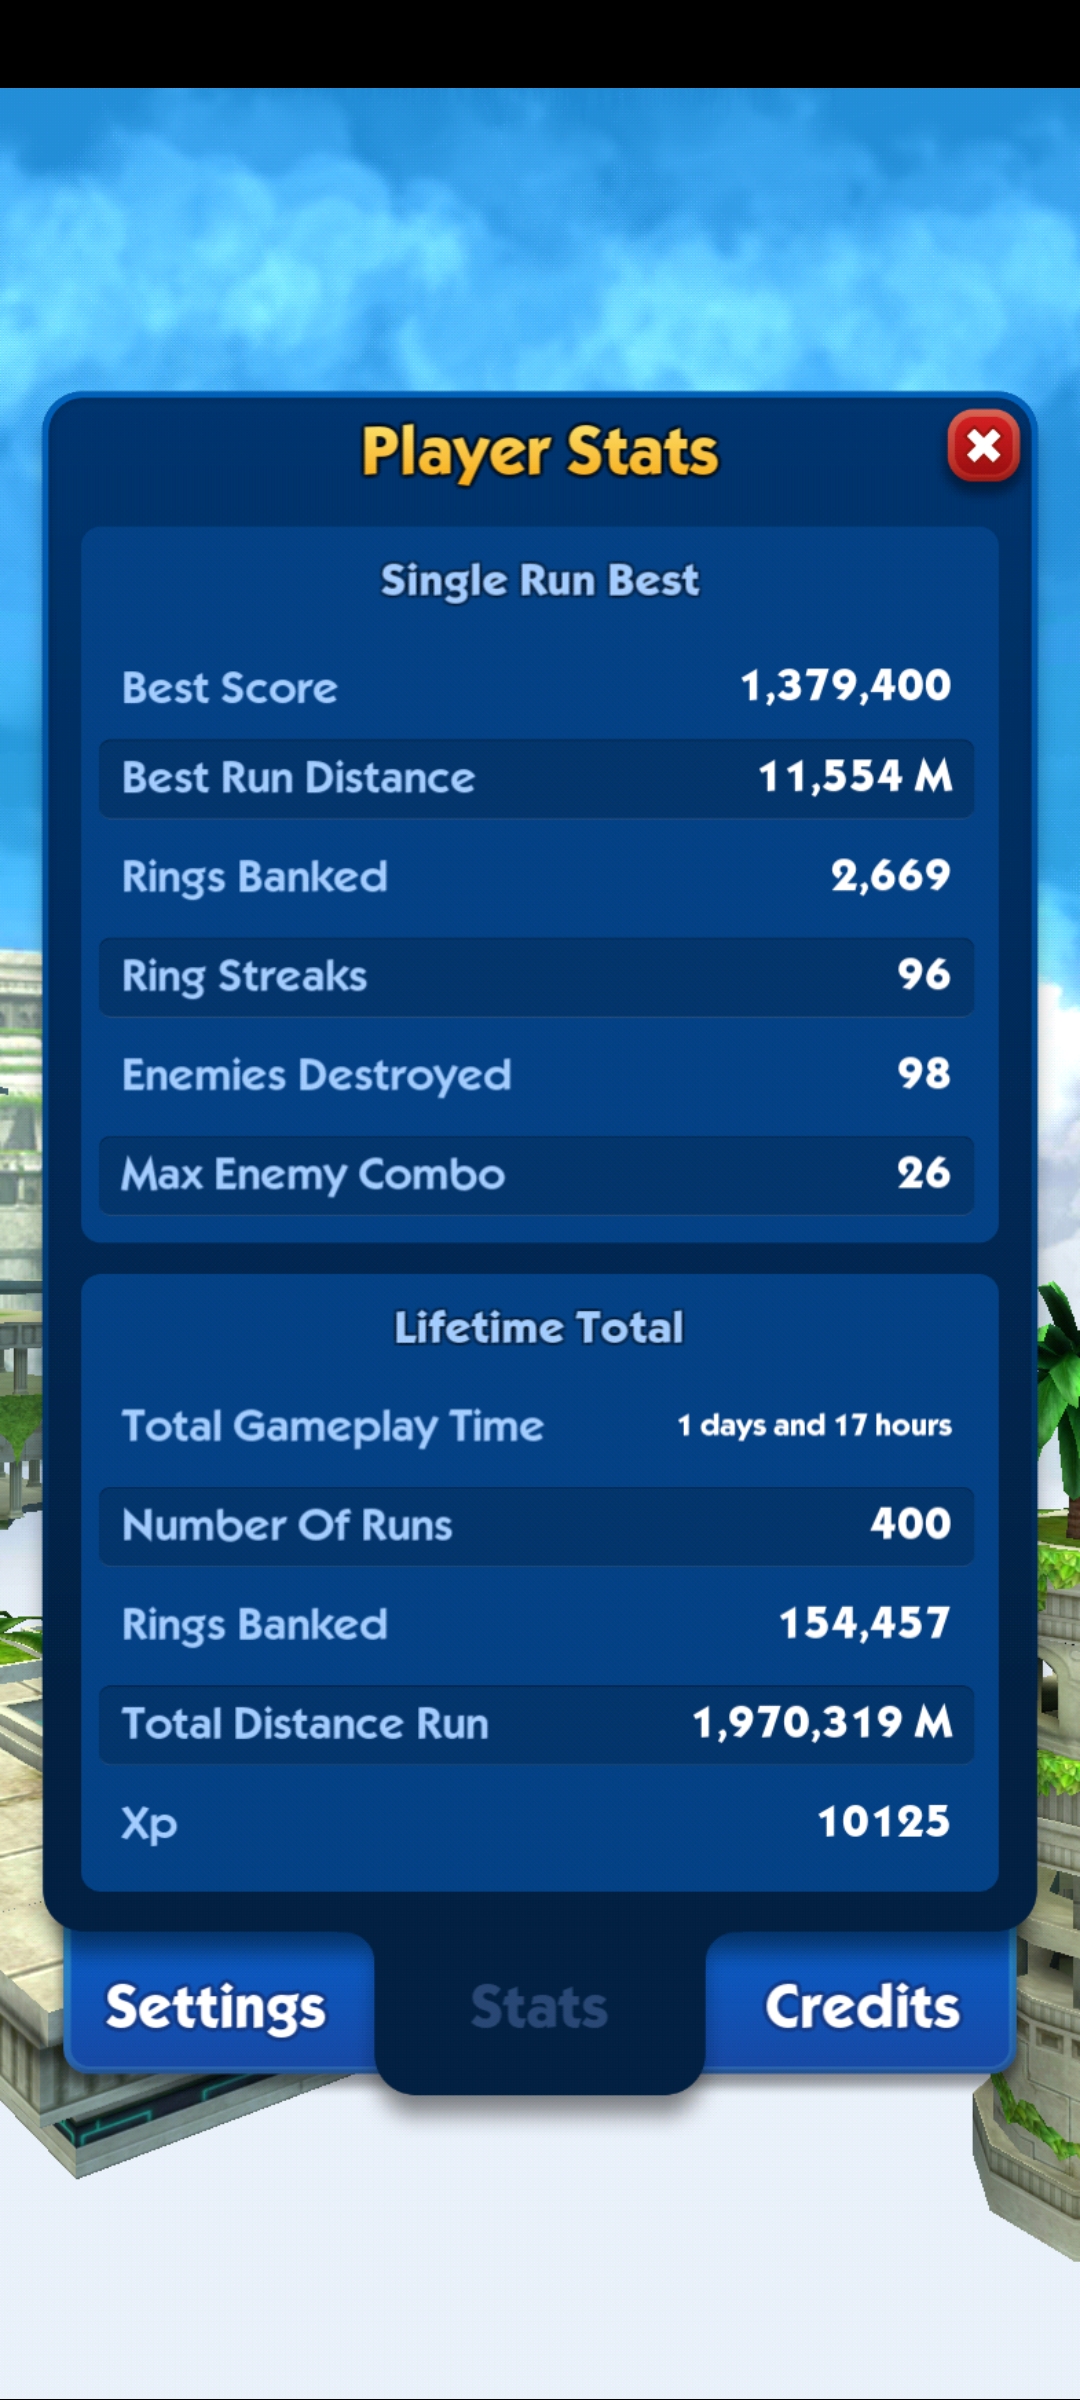 Player Stats
Single Run Best
Best Score 1,379,400
Best Run Distance 11,554 M
Rings Banked 2,669
Ring Streaks 96
Enemies Destroyed 98
Max Enemy Combo 26
Lifetime Total
Total Gameplay Time 1 days and 17 hours
Number Of Runs 400
Rings Banked 154,457
Total Distance Run 1,970,319 M
Xp 10125
Settings Stats Credits